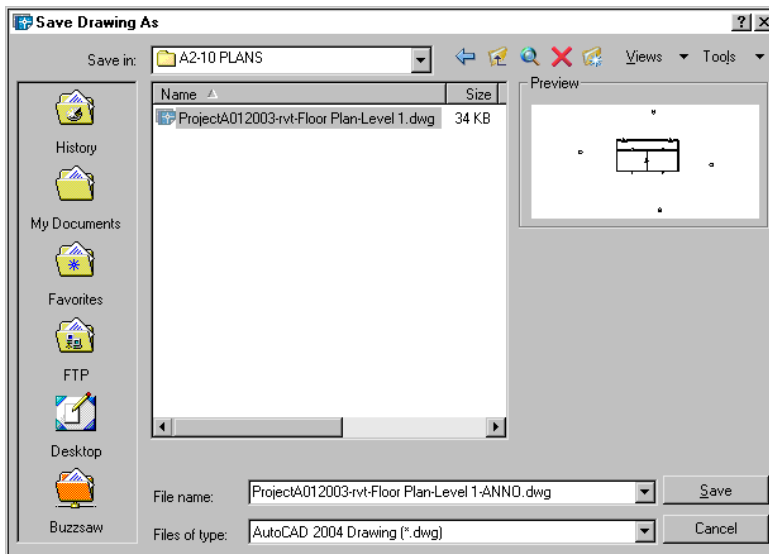 Save Drawing As
Save in:
A2-10 PLANS
Views
Tools
History
My Documents
Favorites
FTP
Desktop
Buzzsaw
Name
Size
ProjectA012003-rvt-Floor Plan-Level 1.dwg
34 KB
Preview
File name:
ProjectA012003-rvt-Floor Plan-Level 1-ANNO.dwg
Save
Files of type:
AutoCAD 2004 Drawing (*.dwg)
Cancel